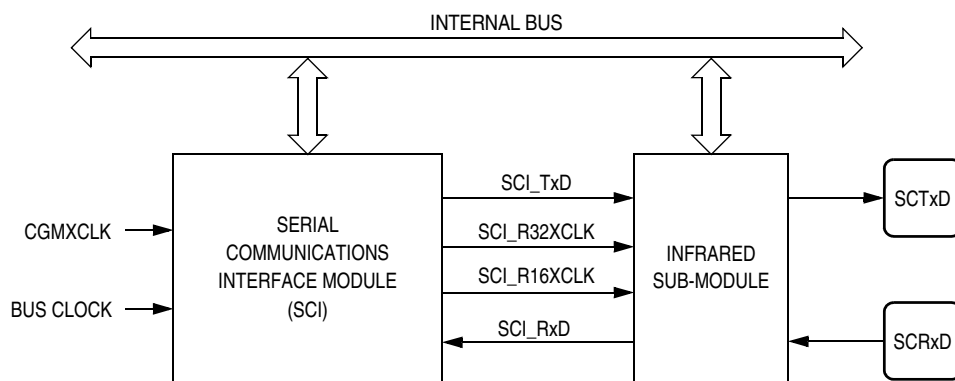 INTERNAL BUS
CGMXCLK
BUS CLOCK
SERIAL
COMMUNICATIONS
INTERFACE MODULE
(SCI)
SCI_TxD
SCI_R32XCLK
SCI_R16XCLK
SCI_RxD
INFRARED
SUB-MODULE
SCTxD
SCRxD